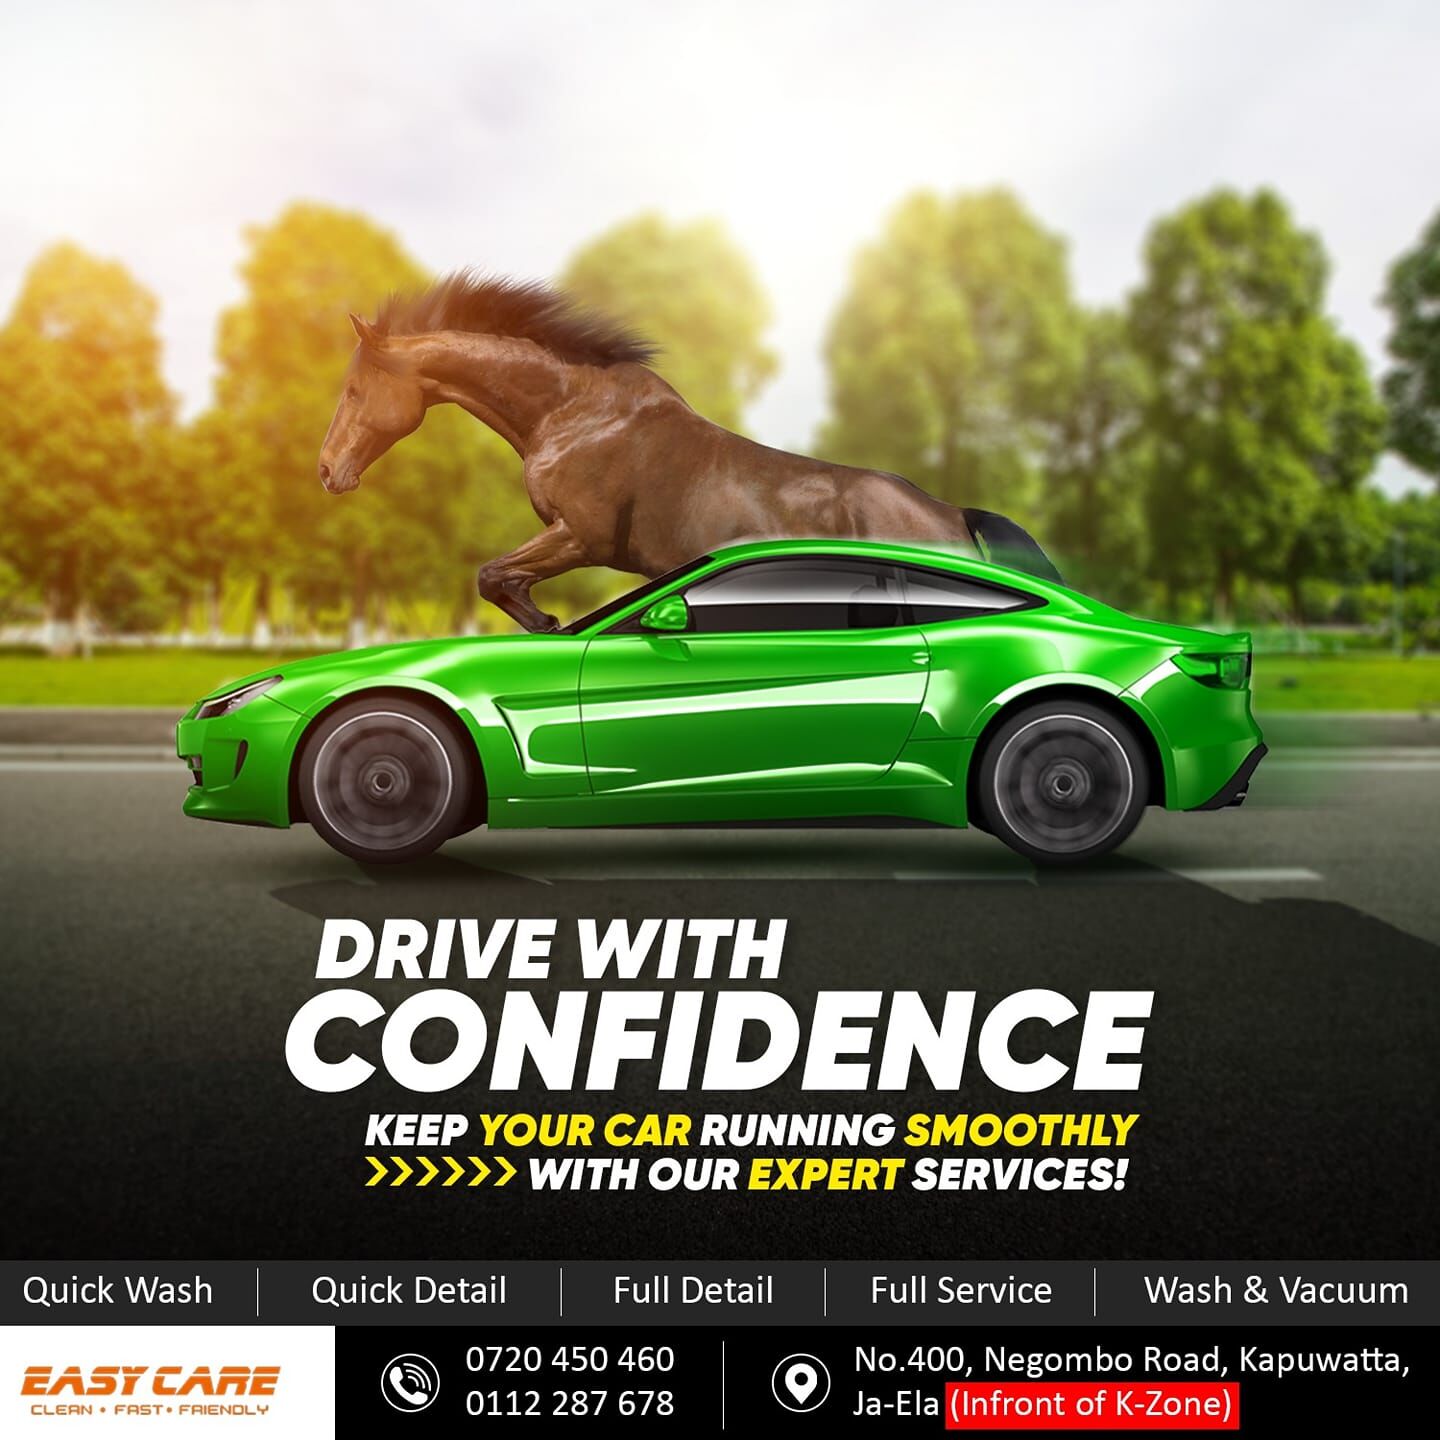 DRIVE WITH
CONFIDENCE
KEEP YOUR CAR RUNNING SMOOTHLY
>>>>>> WITH OUR EXPERT SERVICES!
Quick Wash | Quick Detail | Full Detail | Full Service | Wash & Vacuum
EASY CARE
CLEAN • FAST • FRIENDLY
0720 450 460
0112 287 678
No.400, Negombo Road, Kapuwatta,
Ja-Ela (Infront of K-Zone)